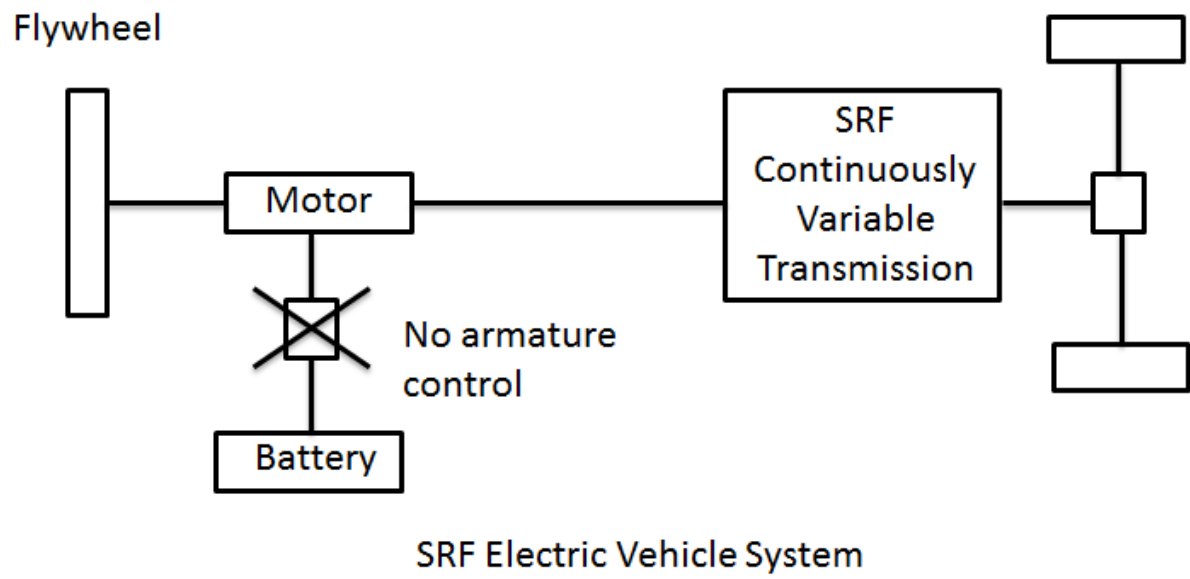 Flywheel
SRF
Continuously
Variable
Transmission
Motor
No armature
control
Battery
SRF Electric Vehicle System